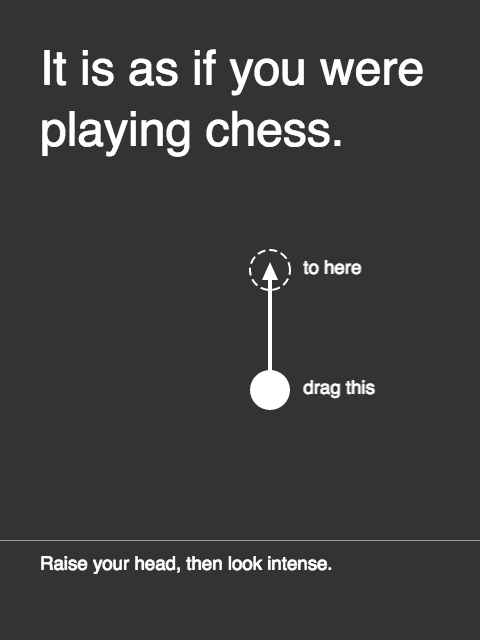 It is as if you were
playing chess.
to here
drag this
Raise your head, then look intense.